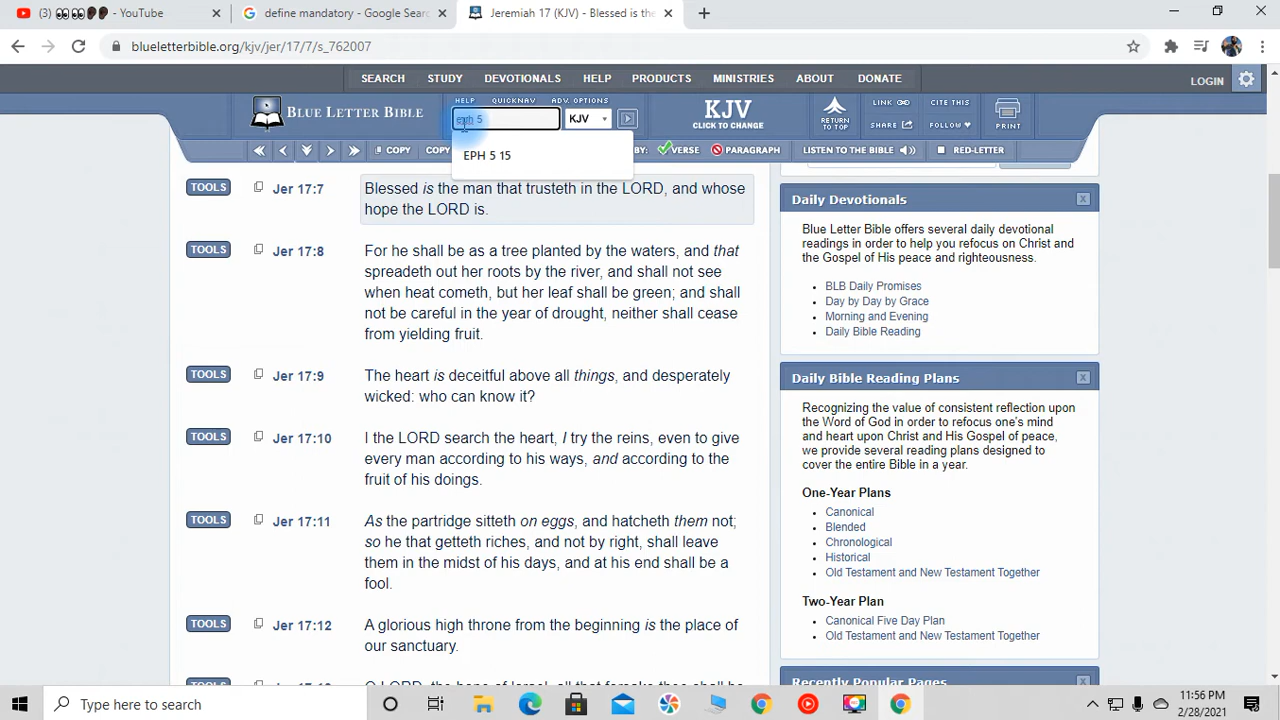 (3) 👀👀👂🏿👂🏿 - YouTube
define mandatory - Google Search
Jeremiah 17 (KJV) - Blessed is the
blueletterbible.org/kjv/jer/17/7/s_762007
SEARCH STUDY DEVOTIONALS HELP PRODUCTS MINISTRIES ABOUT DONATE
LOGIN
BLUE LETTER BIBLE
HELP QUICKNAV ADV. OPTIONS
eph 5
KJV
EPH 5 15
KJV
CLICK TO CHANGE
RETURN
TO TOP
LINK
CITE THIS
SHARE
FOLLOW
PRINT
COPY
COPY
BY:
VERSE
PARAGRAPH
LISTEN TO THE BIBLE
RED-LETTER
TOOLS Jer 17:7 Blessed is the man that trusteth in the LORD, and whose
hope the LORD is.
TOOLS Jer 17:8 For he shall be as a tree planted by the waters, and that
spreadeth out her roots by the river, and shall not see
when heat cometh, but her leaf shall be green; and shall
not be careful in the year of drought, neither shall cease
from yielding fruit.
TOOLS Jer 17:9 The heart is deceitful above all things, and desperately
wicked: who can know it?
TOOLS Jer 17:10 I the LORD search the heart, I try the reins, even to give
every man according to his ways, and according to the
fruit of his doings.
TOOLS Jer 17:11 As the partridge sitteth on eggs, and hatcheth them not;
so he that getteth riches, and not by right, shall leave
them in the midst of his days, and at his end shall be a
fool.
TOOLS Jer 17:12 A glorious high throne from the beginning is the place of
our sanctuary.
Daily Devotionals
Blue Letter Bible offers several daily devotional
readings in order to help you refocus on Christ and
the Gospel of His peace and righteousness.
BLB Daily Promises
Day by Day by Grace
Morning and Evening
Daily Bible Reading
Daily Bible Reading Plans
Recognizing the value of consistent reflection upon
the Word of God in order to refocus one's mind
and heart upon Christ and His Gospel of peace,
we provide several reading plans designed to
cover the entire Bible in a year.
One-Year Plans
Canonical
Blended
Chronological
Historical
Old Testament and New Testament Together
Two-Year Plan
Canonical Five Day Plan
Old Testament and New Testament Together
Recently Popular Pages
Type here to search
11:56 PM
2/28/2021